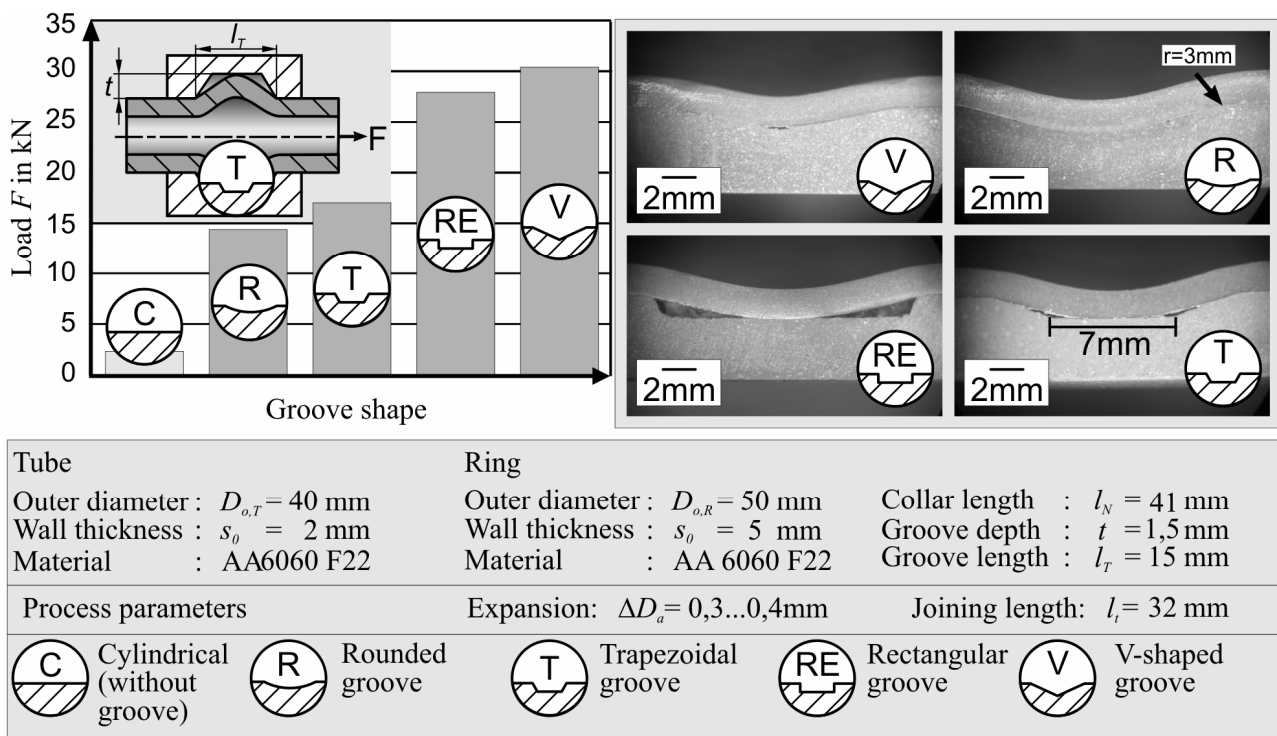 35
30
25
20
15
10
5
0
Load F in kN
Groove shape
l_T
t
F
T
C
R
T
RE
V
2mm
V
r=3mm
2mm
R
2mm
RE
7mm
2mm
T
Tube
Outer diameter : D_o,T = 40 mm
Wall thickness : s_0 = 2 mm
Material : AA6060 F22
Ring
Outer diameter : D_o,R = 50 mm
Wall thickness : s_0 = 5 mm
Material : AA 6060 F22
Collar length : l_N = 41 mm
Groove depth : t = 1,5 mm
Groove length : l_T = 15 mm
Process parameters
Expansion: ΔD_a = 0,3...0,4mm
Joining length: l_t = 32 mm
C
Cylindrical
(without
groove)
R
Rounded
groove
T
Trapezoidal
groove
RE
Rectangular
groove
V
V-shaped
groove